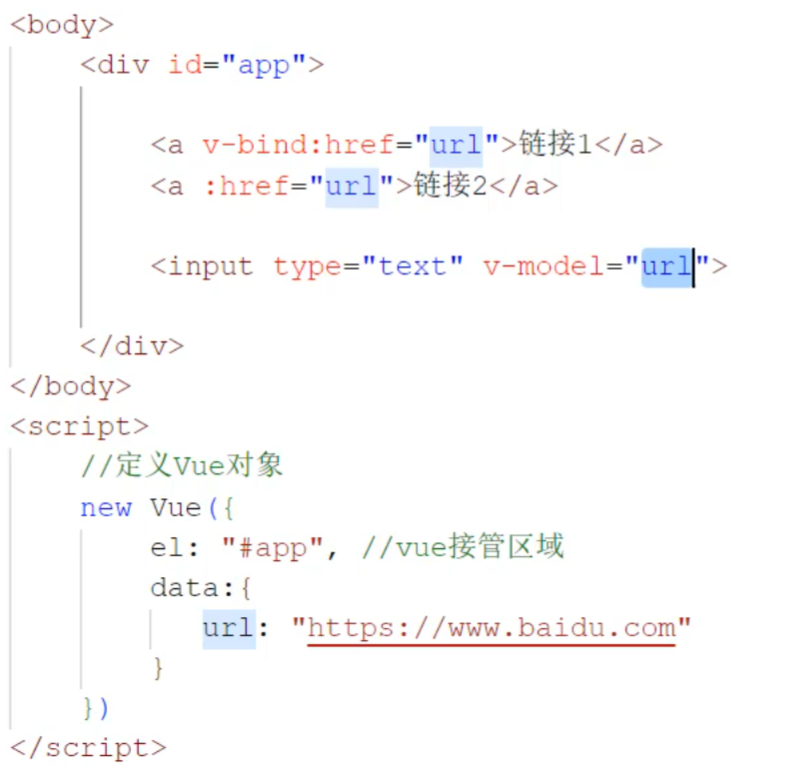 <body>
<div id="app">
<a v-bind:href="url">链接1</a>
<a :href="url">链接2</a>
<input type="text" v-model="url">
</div>
</body>
<script>
//定义Vue对象
new Vue({
el: "#app", //vue接管区域
data:{
url: "https://www.baidu.com"
}
})
</script>